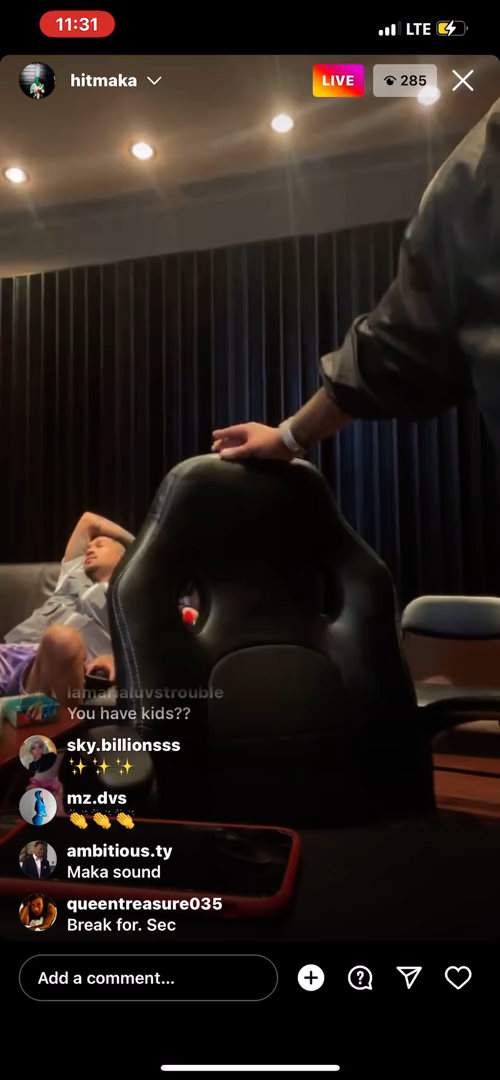 11:31
LTE
hitmaka
LIVE
285
lamarialuvstrouble
You have kids??
sky.billionsss
✨✨✨
mz.dvs
👏👏👏
ambitious.ty
Maka sound
queentreasure035
Break for. Sec
Add a comment...